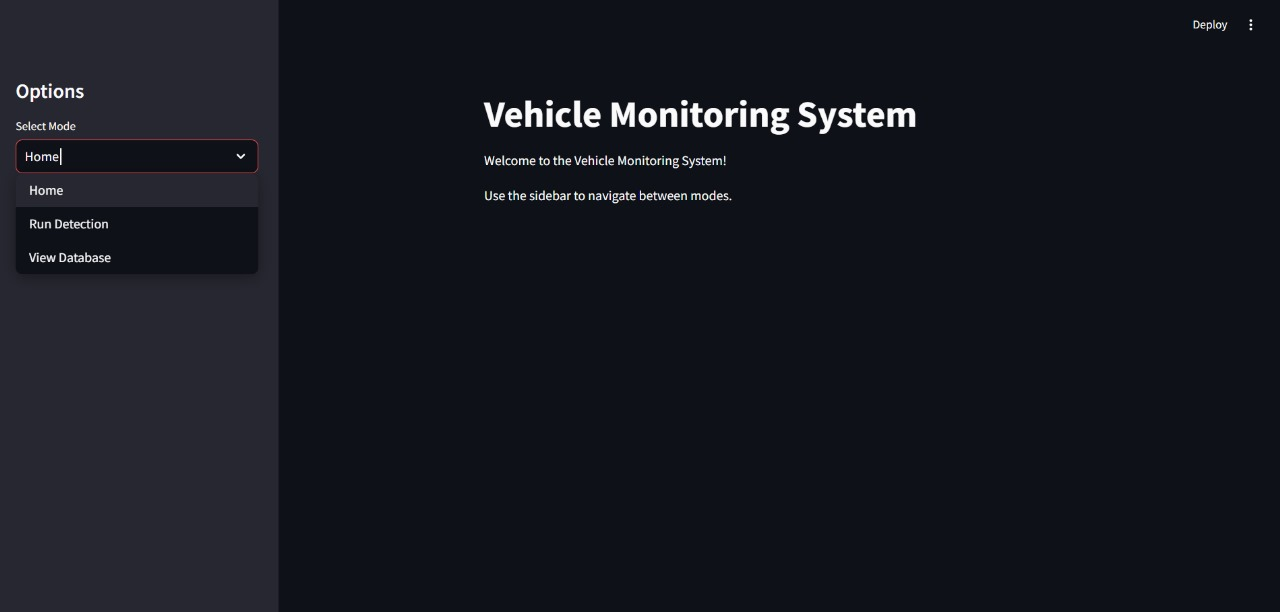 Deploy
Options
Select Mode
Home
Home
Run Detection
View Database
Vehicle Monitoring System
Welcome to the Vehicle Monitoring System!
Use the sidebar to navigate between modes.